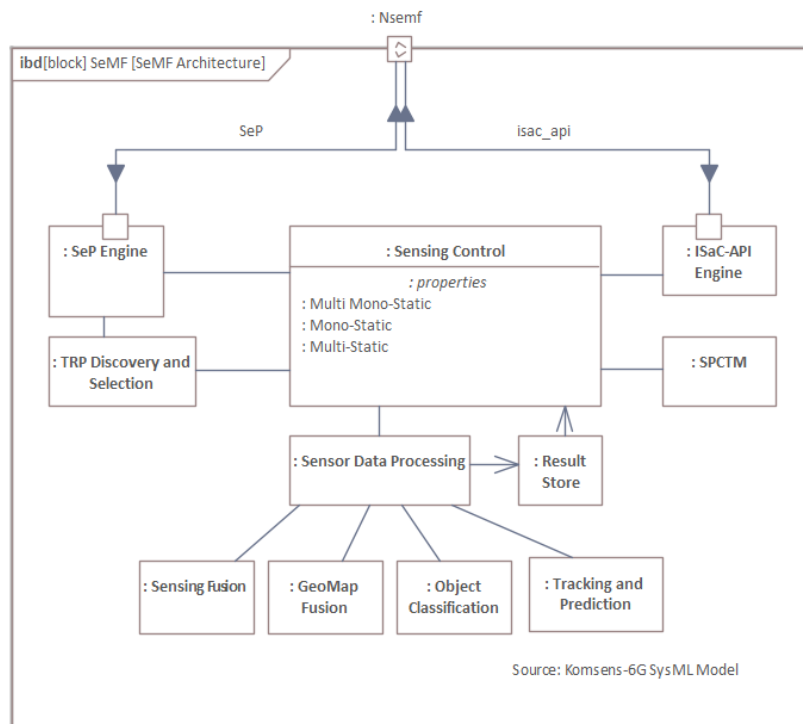 : Nsemf
ibd[block] SeMF [SeMF Architecture]
SeP
isac_api
: SeP Engine
: Sensing Control
: properties
: Multi Mono-Static
: Mono-Static
: Multi-Static
: ISaC-API
Engine
: TRP Discovery and
Selection
: SPCTM
: Sensor Data Processing
: Result
Store
: Sensing Fusion
: GeoMap
Fusion
: Object
Classification
: Tracking and
Prediction
Source: Komsens-6G SysML Model